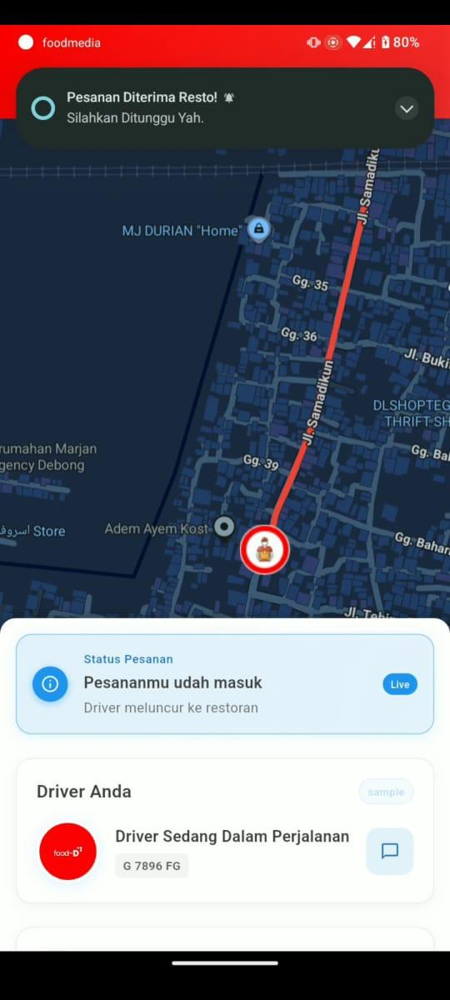 foodmedia
80%
Pesanan Diterima Resto!
Silahkan Ditunggu Yah.
Jl. Samadikun
MJ DURIAN "Home"
Gg. 35
Gg. 36
Jl. Bukit
Jl. Samadikun
DLSHOPTEG
THRIFT SH
Gg. Ba
rumahan Marjan
gency Debong
Gg. 39
اسروف Store
Adem Ayem Kost
Gg. Bahar
Status Pesanan
Pesananmu udah masuk
Live
Driver meluncur ke restoran
Driver Anda
sample
food-D
Driver Sedang Dalam Perjalanan
G 7896 FG